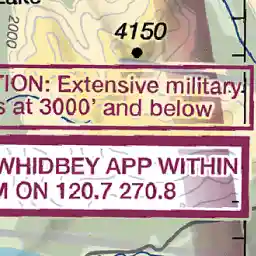 2000
4150
TION: Extensive military
s at 3000' and below
WHIDBEY APP WITHIN
M ON 120.7 270.8